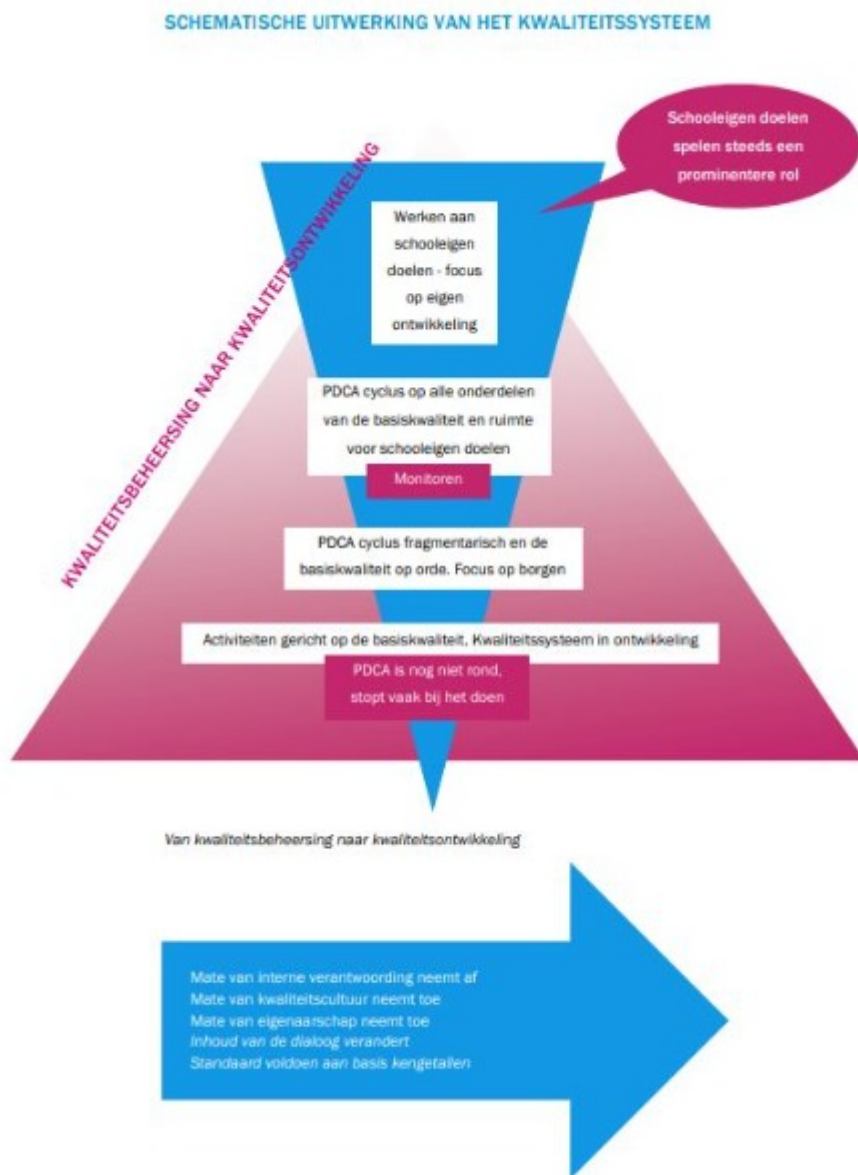 SCHEMATISCHE UITWERKING VAN HET KWALITEITSSYSTEEM
Schooleigen doelen
spelen steeds een
prominentere rol
KWALITEITSBEHEERSING NAAR KWALITEITSONTWIKKELING
Werken aan
schooleigen
doelen - focus
op eigen
ontwikkeling
PDCA cyclus op alle onderdelen
van de basiskwaliteit en ruimte
voor schooleigen doelen
Monitoren
PDCA cyclus fragmentarisch en de
basiskwaliteit op orde. Focus op borgen
Activiteiten gericht op de basiskwaliteit. Kwaliteitssysteem in ontwikkeling
PDCA is nog niet rond,
stopt vaak bij het doen
Van kwaliteitsbeheersing naar kwaliteitsontwikkeling
Mate van interne verantwoording neemt af
Mate van kwaliteitscultuur neemt toe
Mate van eigenaarschap neemt toe
Inhoud van de dialoog verandert
Standaard voldoen aan basis kengetallen